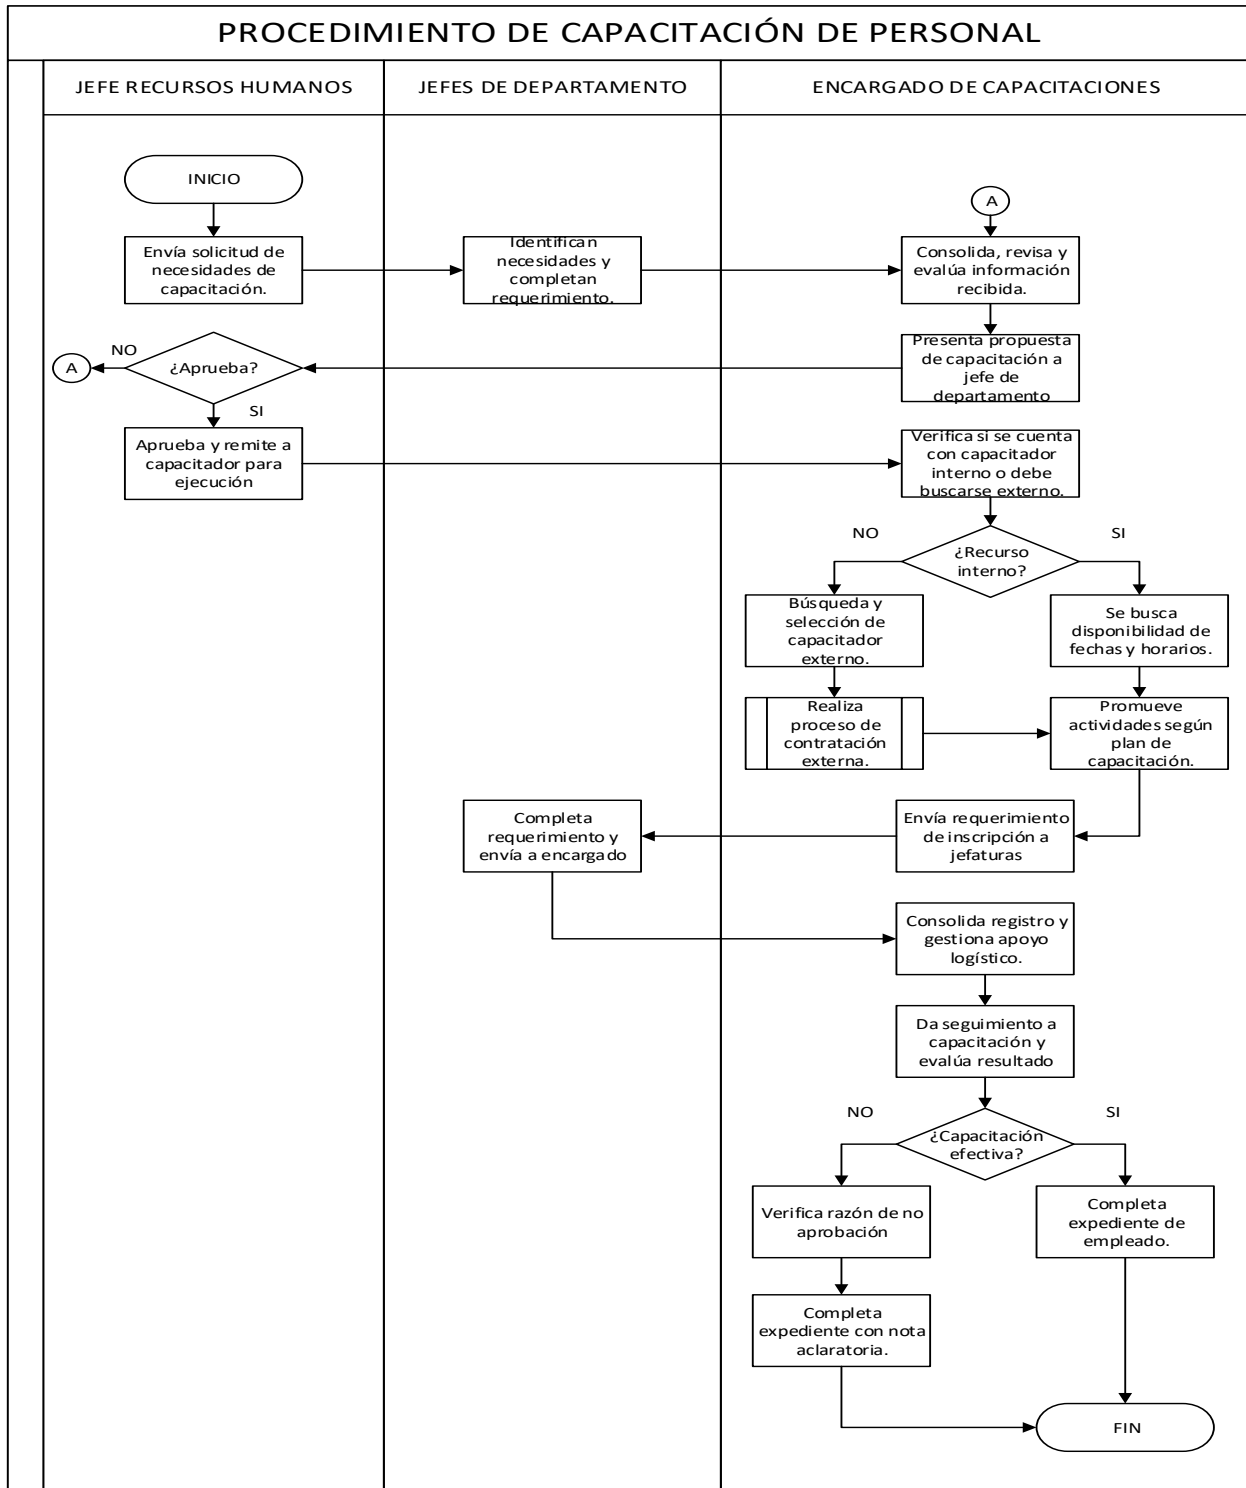 PROCEDIMIENTO DE CAPACITACIÓN DE PERSONAL
JEFE RECURSOS HUMANOS
JEFES DE DEPARTAMENTO
ENCARGADO DE CAPACITACIONES
INICIO
A
Envía solicitud de
necesidades de
capacitación.
Identifican
necesidades y
completan
requerimiento.
Consolida, revisa y
evalúa información
recibida.
Presenta propuesta
de capacitación a
jefe de
departamento
¿Aprueba?
NO
A
SI
Aprueba y remite a
capacitador para
ejecución
Verifica si se cuenta
con capacitador
interno o debe
buscarse externo.
¿Recurso
interno?
NO
SI
Búsqueda y
selección de
capacitador
externo.
Se busca
disponibilidad de
fechas y horarios.
Realiza
proceso de
contratación
externa.
Promueve
actividades según
plan de
capacitación.
Envía requerimiento
de inscripción a
jefaturas
Completa
requerimiento y
envía a encargado
Consolida registro y
gestiona apoyo
logístico.
Da seguimiento a
capacitación y
evalúa resultado
¿Capacitación
efectiva?
NO
SI
Verifica razón de no
aprobación
Completa
expediente de
empleado.
Completa
expediente con nota
aclaratoria.
FIN